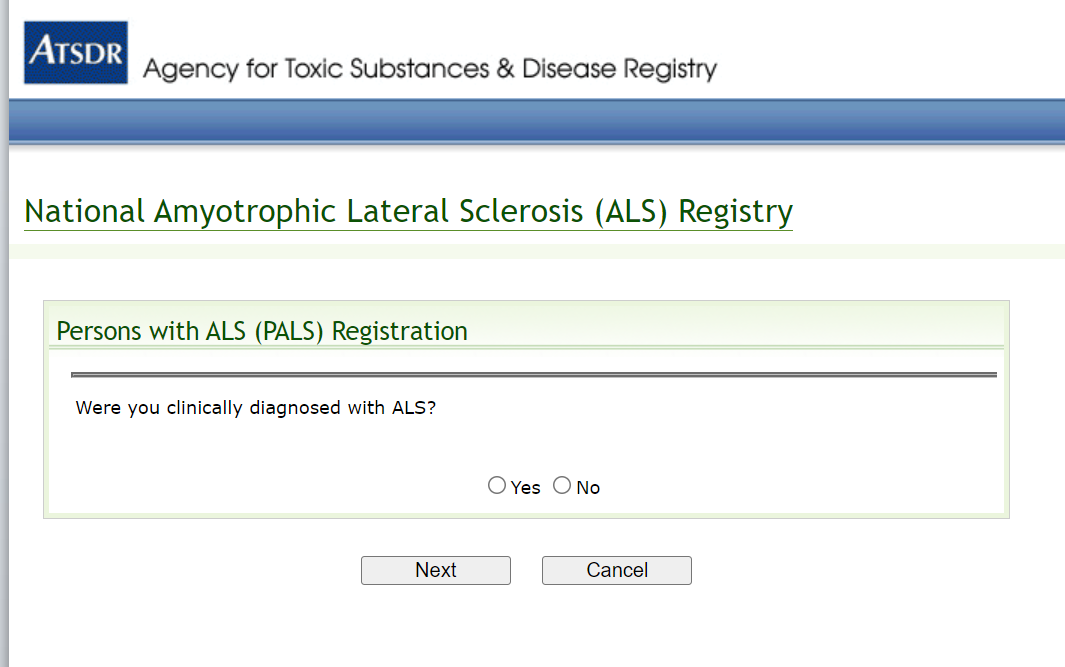 ATSDR
Agency for Toxic Substances & Disease Registry
National Amyotrophic Lateral Sclerosis (ALS) Registry
Persons with ALS (PALS) Registration
Were you clinically diagnosed with ALS?
Yes No
Next Cancel